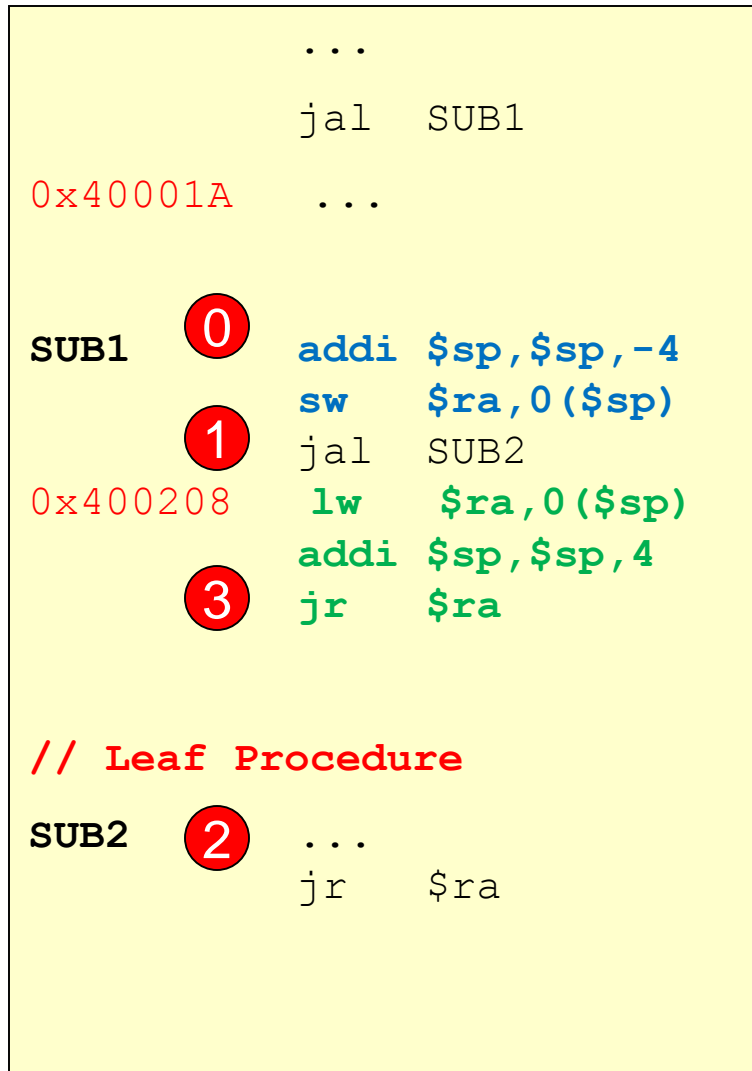 ...
jal SUB1
0x40001A ...
SUB1 0 addi $sp,$sp,-4
sw $ra,0($sp)
1 jal SUB2
0x400208 lw $ra,0($sp)
addi $sp,$sp,4
3 jr $ra
// Leaf Procedure
SUB2 2 ...
jr $ra